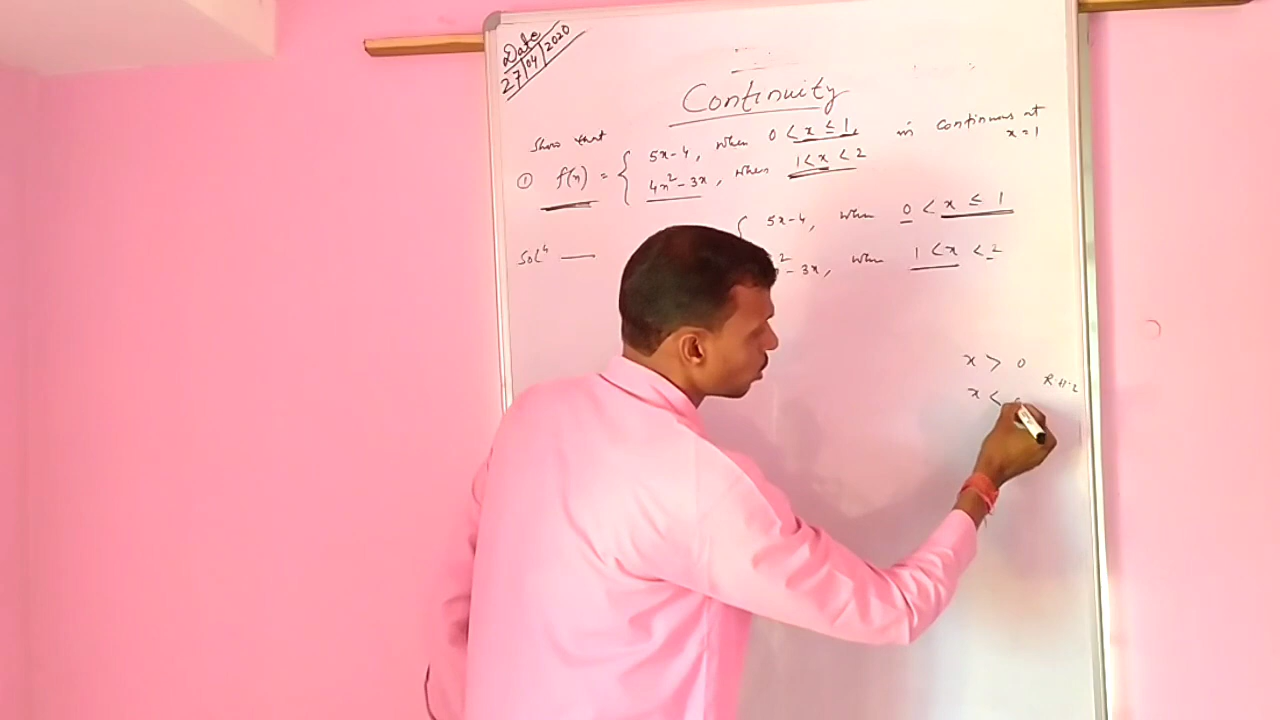 Date
27/04/2020
Continuity
Show that
① f(x) = { 5x-4, when 0 < x ≤ 1, is continuous at x=1
4x² - 3x, when 1 < x < 2
Solⁿ — { 5x-4, when 0 < x ≤ 1
² - 3x, when 1 < x < 2
x > 0
R.H.L
x <